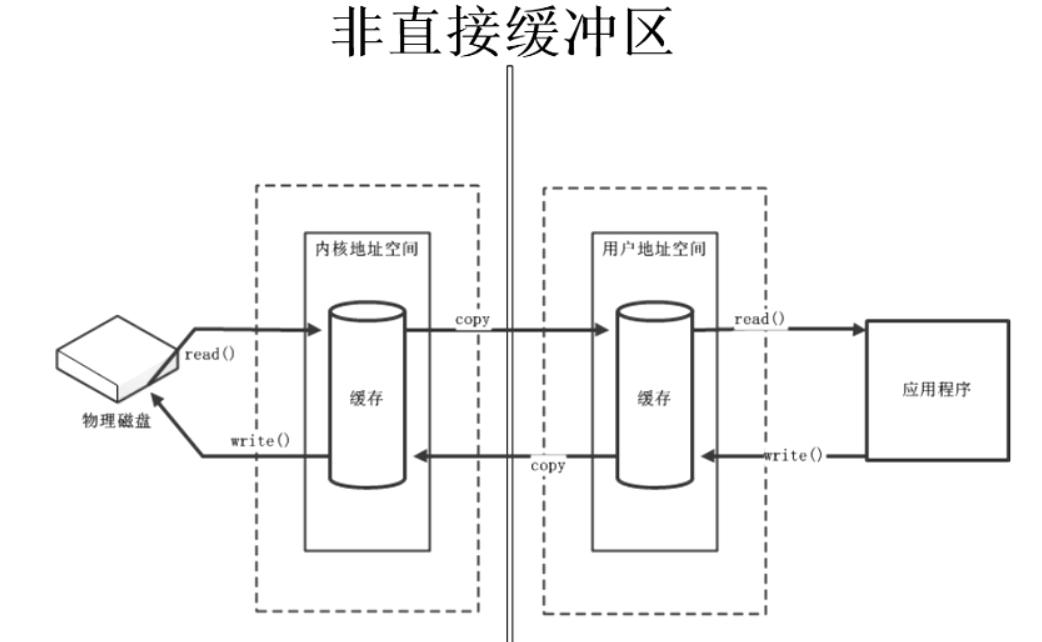 非直接缓冲区
内核地址空间
用户地址空间
copy
read()
read()
缓存
缓存
应用程序
物理磁盘
write()
copy
write()